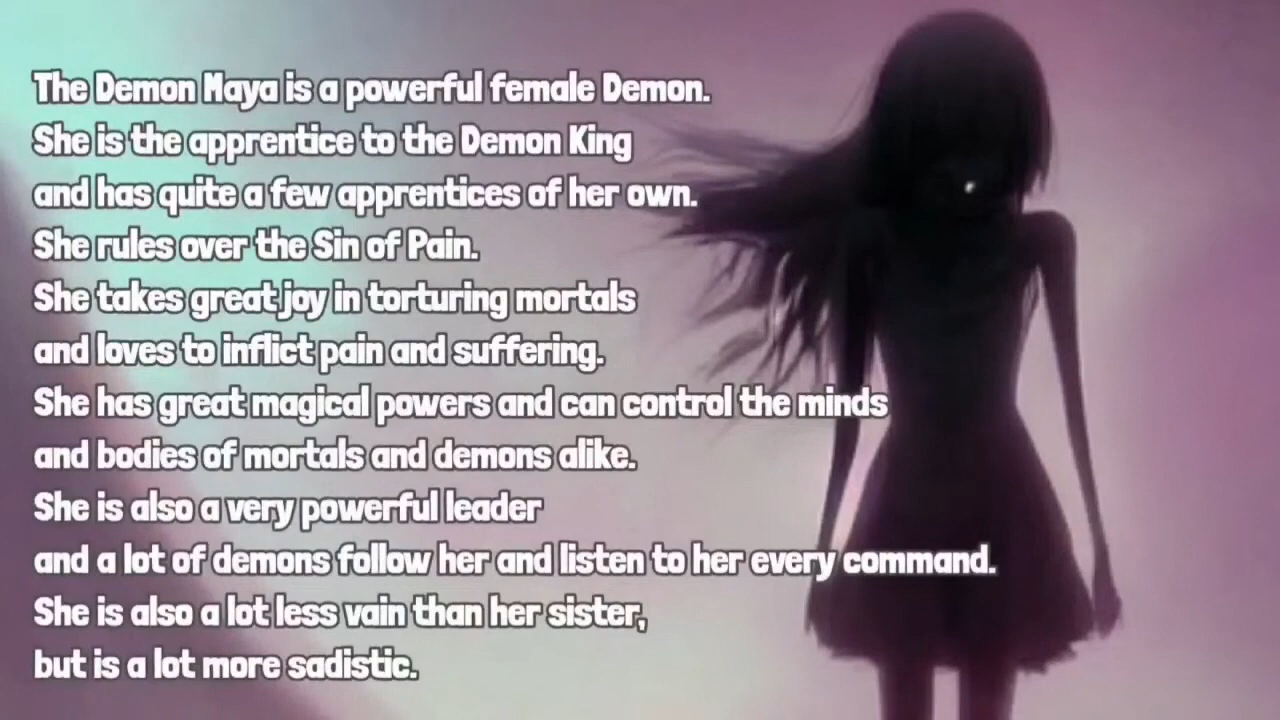 The Demon Maya is a powerful female Demon.
She is the apprentice to the Demon King
and has quite a few apprentices of her own.
She rules over the Sin of Pain.
She takes great joy in torturing mortals
and loves to inflict pain and suffering.
She has great magical powers and can control the minds
and bodies of mortals and demons alike.
She is also a very powerful leader
and a lot of demons follow her and listen to her every command.
She is also a lot less vain than her sister,
but is a lot more sadistic.